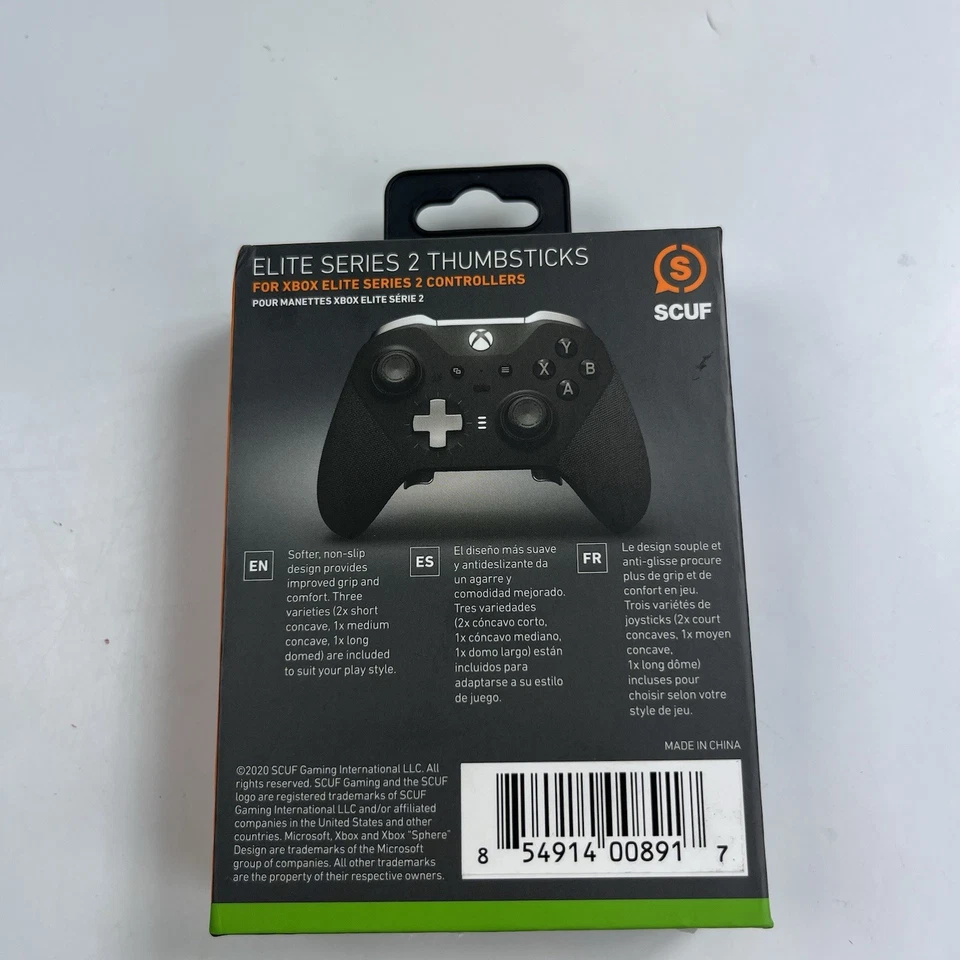 ELITE SERIES 2 THUMBSTICKS
FOR XBOX ELITE SERIES 2 CONTROLLERS
POUR MANETTES XBOX ELITE SÉRIE 2
S
SCUF
Y
X
B
A
EN
Softer, non-slip
design provides
improved grip and
comfort. Three
varieties (2x short
concave, 1x medium
concave, 1x long
domed) are included
to suit your play style.
ES
El diseño más suave
y antideslizante da
un agarre y
comodidad mejorado.
Tres variedades
(2x cóncavo corto,
1x cóncavo mediano,
1x domo largo) están
incluidos para
adaptarse a su estilo
de juego.
FR
Le design souple et
anti-glisse procure
plus de grip et de
confort en jeu.
Trois variétés de
joysticks (2x court
concaves, 1x moyen
concave,
1x long dôme)
incluses pour
choisir selon votre
style de jeu.
MADE IN CHINA
©2020 SCUF Gaming International LLC. All
rights reserved. SCUF Gaming and the SCUF
logo are registered trademarks of SCUF
Gaming International LLC and/or affiliated
companies in the United States and other
countries. Microsoft, Xbox and Xbox "Sphere"
Design are trademarks of the Microsoft
group of companies. All other trademarks
are the property of their respective owners.
8 54914 00891 7